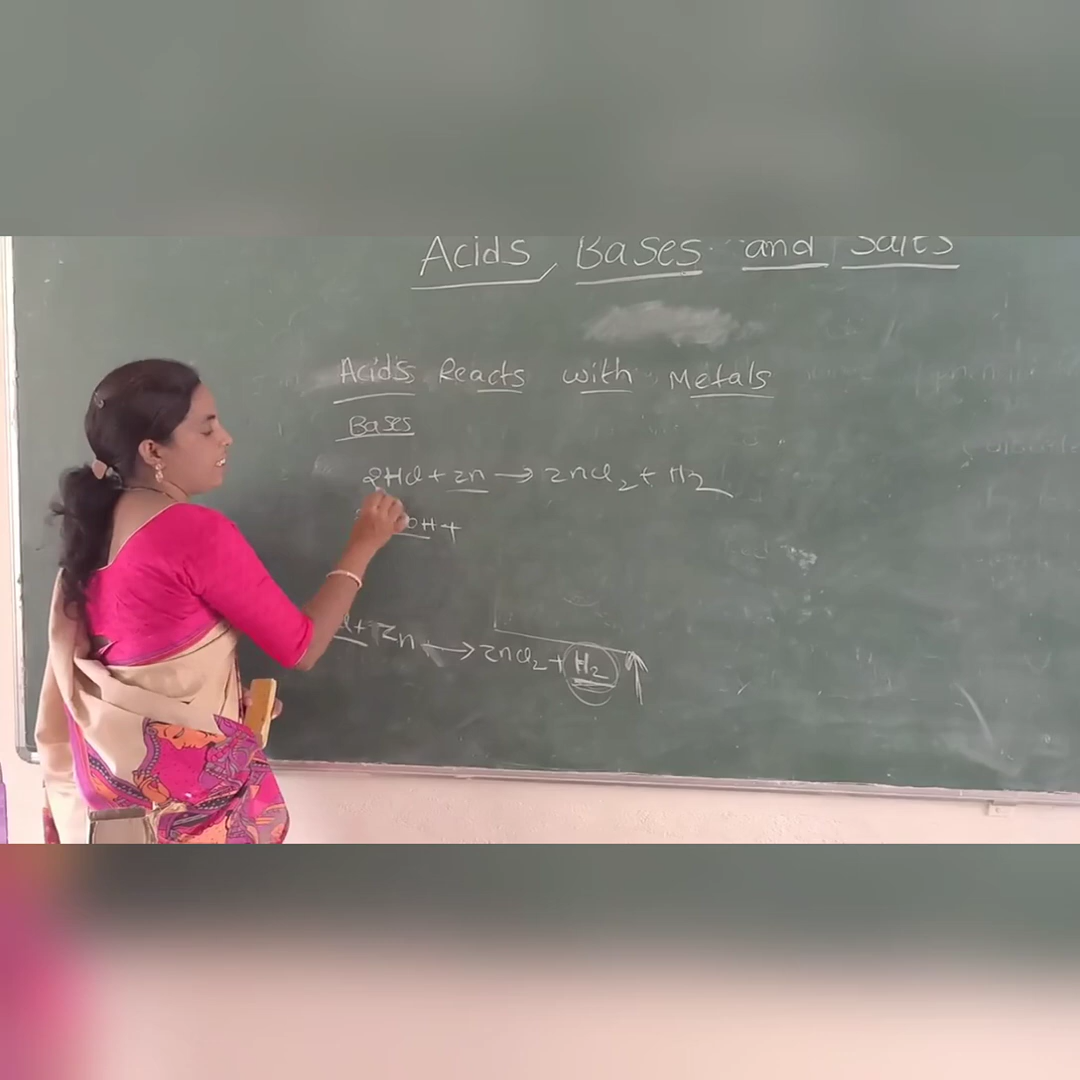 Acids, Bases and Salts
Acids Reacts with Metals
Bases
2HCl + Zn → ZnCl₂ + H₂
OH +
l + Zn → ZnCl₂ + H₂ ↑